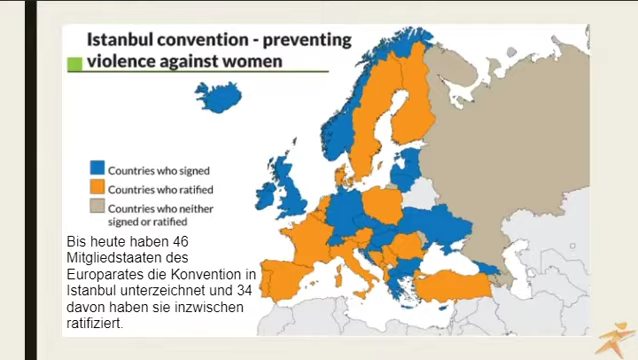 Istanbul convention - preventing
violence against women
Countries who signed
Countries who ratified
Countries who neither
signed or ratified
Bis heute haben 46
Mitgliedstaaten des
Europarates die Konvention in
Istanbul unterzeichnet und 34
davon haben sie inzwischen
ratifiziert.